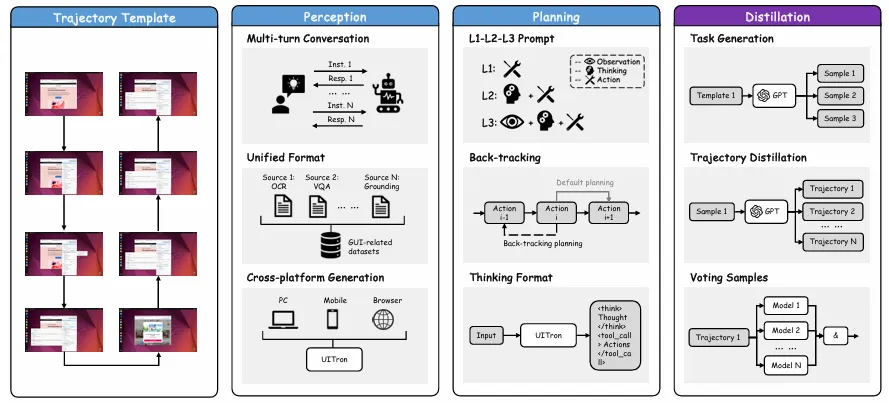 Trajectory Template
Perception
Multi-turn Conversation
Inst. 1
Resp. 1
... ...
Inst. N
Resp. N
Unified Format
Source 1:
OCR
Source 2:
VQA
... ...
Source N:
Grounding
GUI-related
datasets
Cross-platform Generation
PC
Mobile
Browser
UITron
Planning
L1-L2-L3 Prompt
-- Observation
-- Thinking
-- Action
L1:
L2: +
L3: + +
Back-tracking
Default planning
Action
i-1
Action
i
Action
i+1
Back-tracking planning
Thinking Format
Input
UITron
<think>
Thought
</think>
<tool_call
> Actions
</tool_ca
ll>
Distillation
Task Generation
Template 1
GPT
Sample 1
Sample 2
Sample 3
Trajectory Distillation
Sample 1
GPT
Trajectory 1
Trajectory 2
... ...
Trajectory N
Voting Samples
Trajectory 1
Model 1
Model 2
... ...
Model N
&